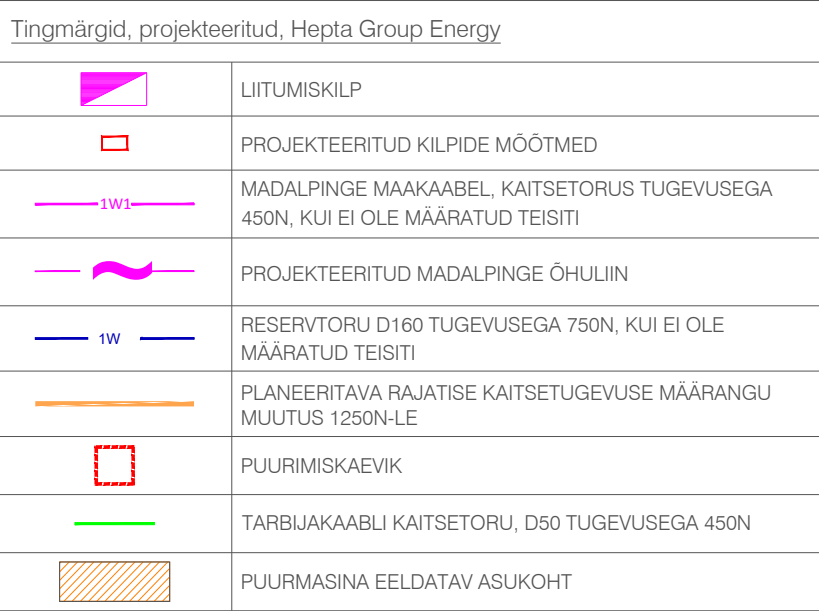 Tingmärgid, projekteeritud, Hepta Group Energy
LIITUMISKILP
PROJEKTEERITUD KILPIDE MÕÕTMED
1W1
MADALPINGE MAAKAABEL, KAITSETORUS TUGEVUSEGA
450N, KUI EI OLE MÄÄRATUD TEISITI
PROJEKTEERITUD MADALPINGE ÕHULIIN
1W
RESERVTORU D160 TUGEVUSEGA 750N, KUI EI OLE
MÄÄRATUD TEISITI
PLANEERITAVA RAJATISE KAITSETUGEVUSE MÄÄRANGU
MUUTUS 1250N-LE
PUURIMISKAEVIK
TARBIJAKAABLI KAITSETORU, D50 TUGEVUSEGA 450N
PUURMASINA EELDATAV ASUKOHT